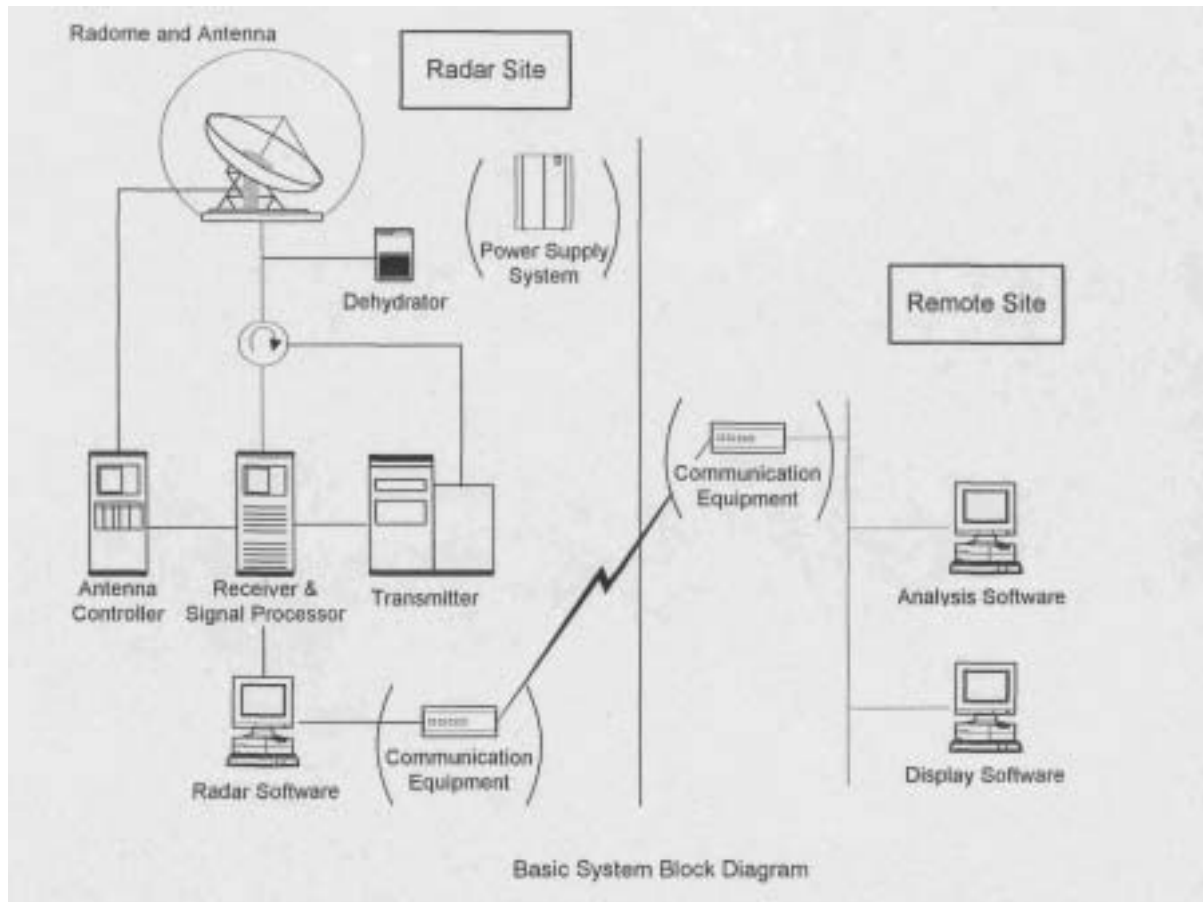 Radome and Antenna
Radar Site
Power Supply
System
Dehydrator
Remote Site
Communication
Equipment
Antenna
Controller
Receiver &
Signal Processor
Transmitter
Analysis Software
Radar Software
Communication
Equipment
Display Software
Basic System Block Diagram